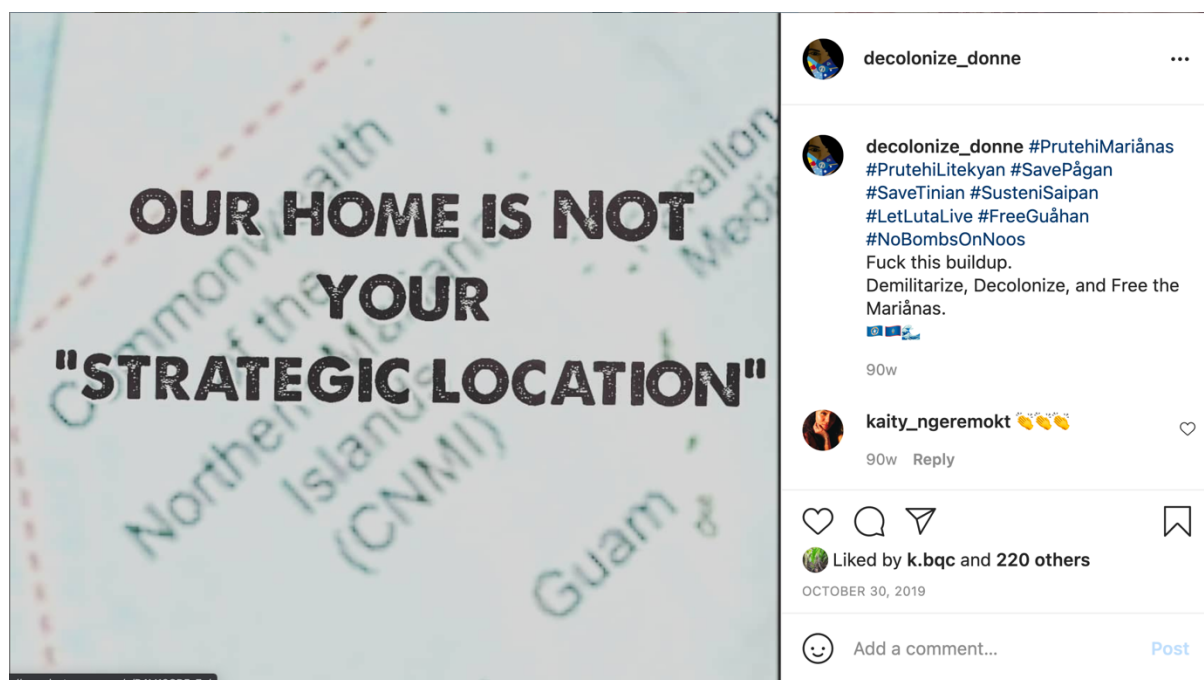 OUR HOME IS NOT
YOUR
"STRATEGIC LOCATION"
Commonwealth
of the
Northern Mariana
Islands
(CNMI)
Guam
decolonize_donne
decolonize_donne #PrutehiMariånas
#PrutehiLitekyan #SavePågan
#SaveTinian #SusteniSaipan
#LetLutaLive #FreeGuåhan
#NoBombsOnNoos
Fuck this buildup.
Demilitarize, Decolonize, and Free the
Mariånas.
90w
kaity_ngeremokt 👏👏👏
90w Reply
Liked by k.bqc and 220 others
OCTOBER 30, 2019
Add a comment...
Post